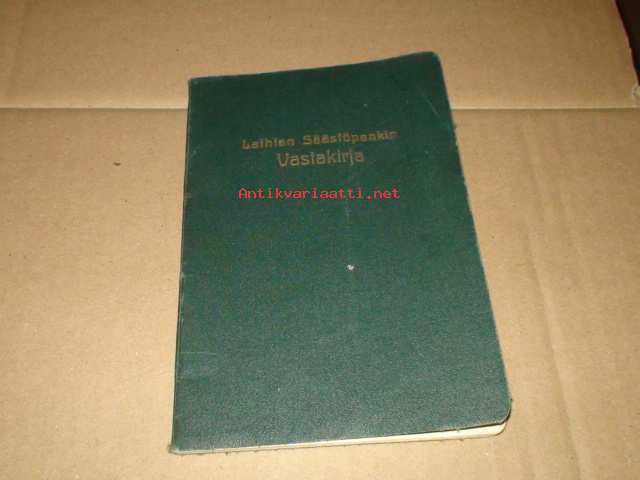 Laihian Säästöpankin
Vastakirja
Antikvariaatti.net